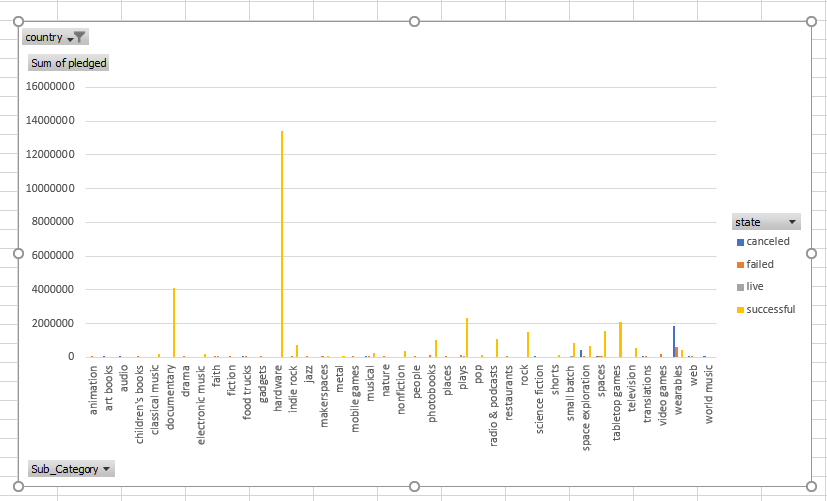 country
Sum of pledged
16000000
14000000
12000000
10000000
8000000
6000000
4000000
2000000
0
animation
art books
audio
children's books
classical music
documentary
drama
electronic music
faith
fiction
food trucks
gadgets
hardware
indie rock
jazz
makerspaces
metal
mobile games
musical
nature
nonfiction
people
photobooks
places
plays
pop
radio & podcasts
restaurants
rock
science fiction
shorts
small batch
space exploration
spaces
tabletop games
television
translations
video games
wearables
web
world music
state
canceled
failed
live
successful
Sub_Category